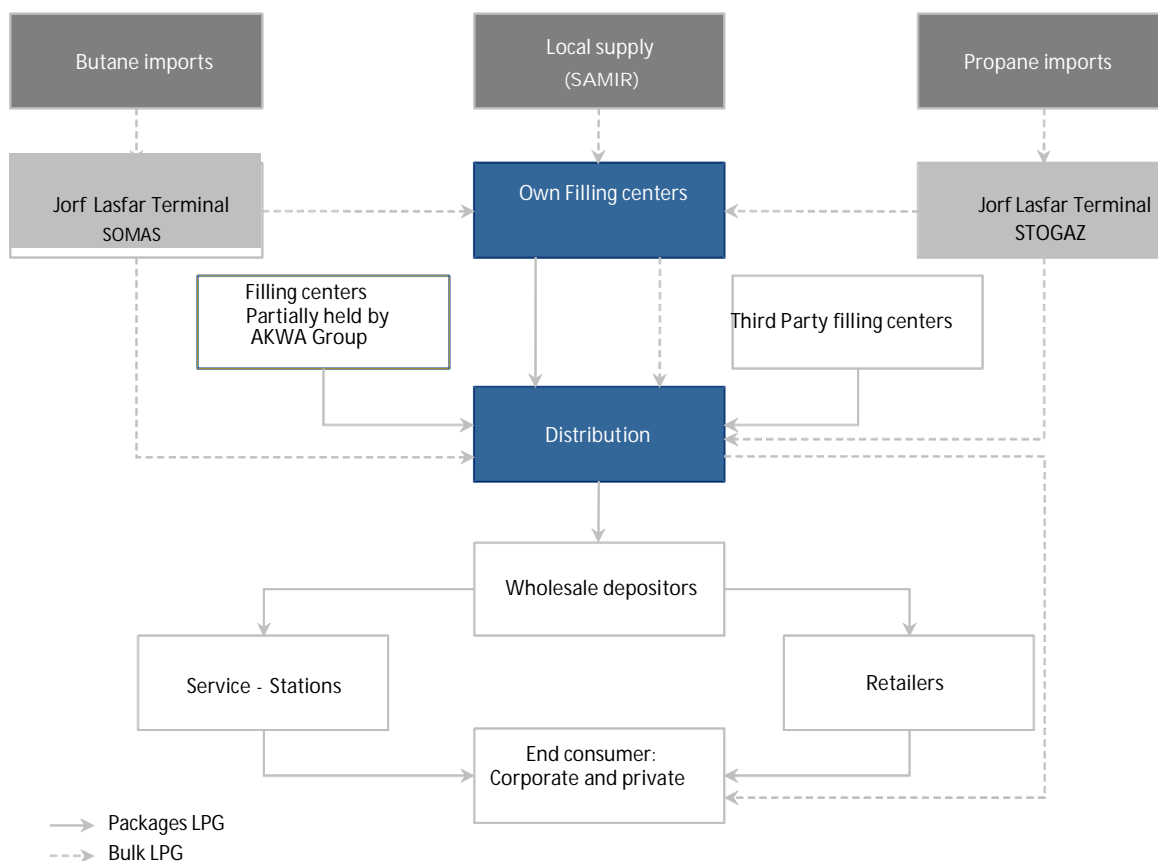 Butane imports
Local supply
(SAMIR)
Propane imports
Jorf Lasfar Terminal
SOMAS
Own Filling centers
Jorf Lasfar Terminal
STOGAZ
Filling centers
Partially held by
AKWA Group
Third Party filling centers
Distribution
Wholesale depositors
Service - Stations
Retailers
End consumer:
Corporate and private
Packages LPG
Bulk LPG